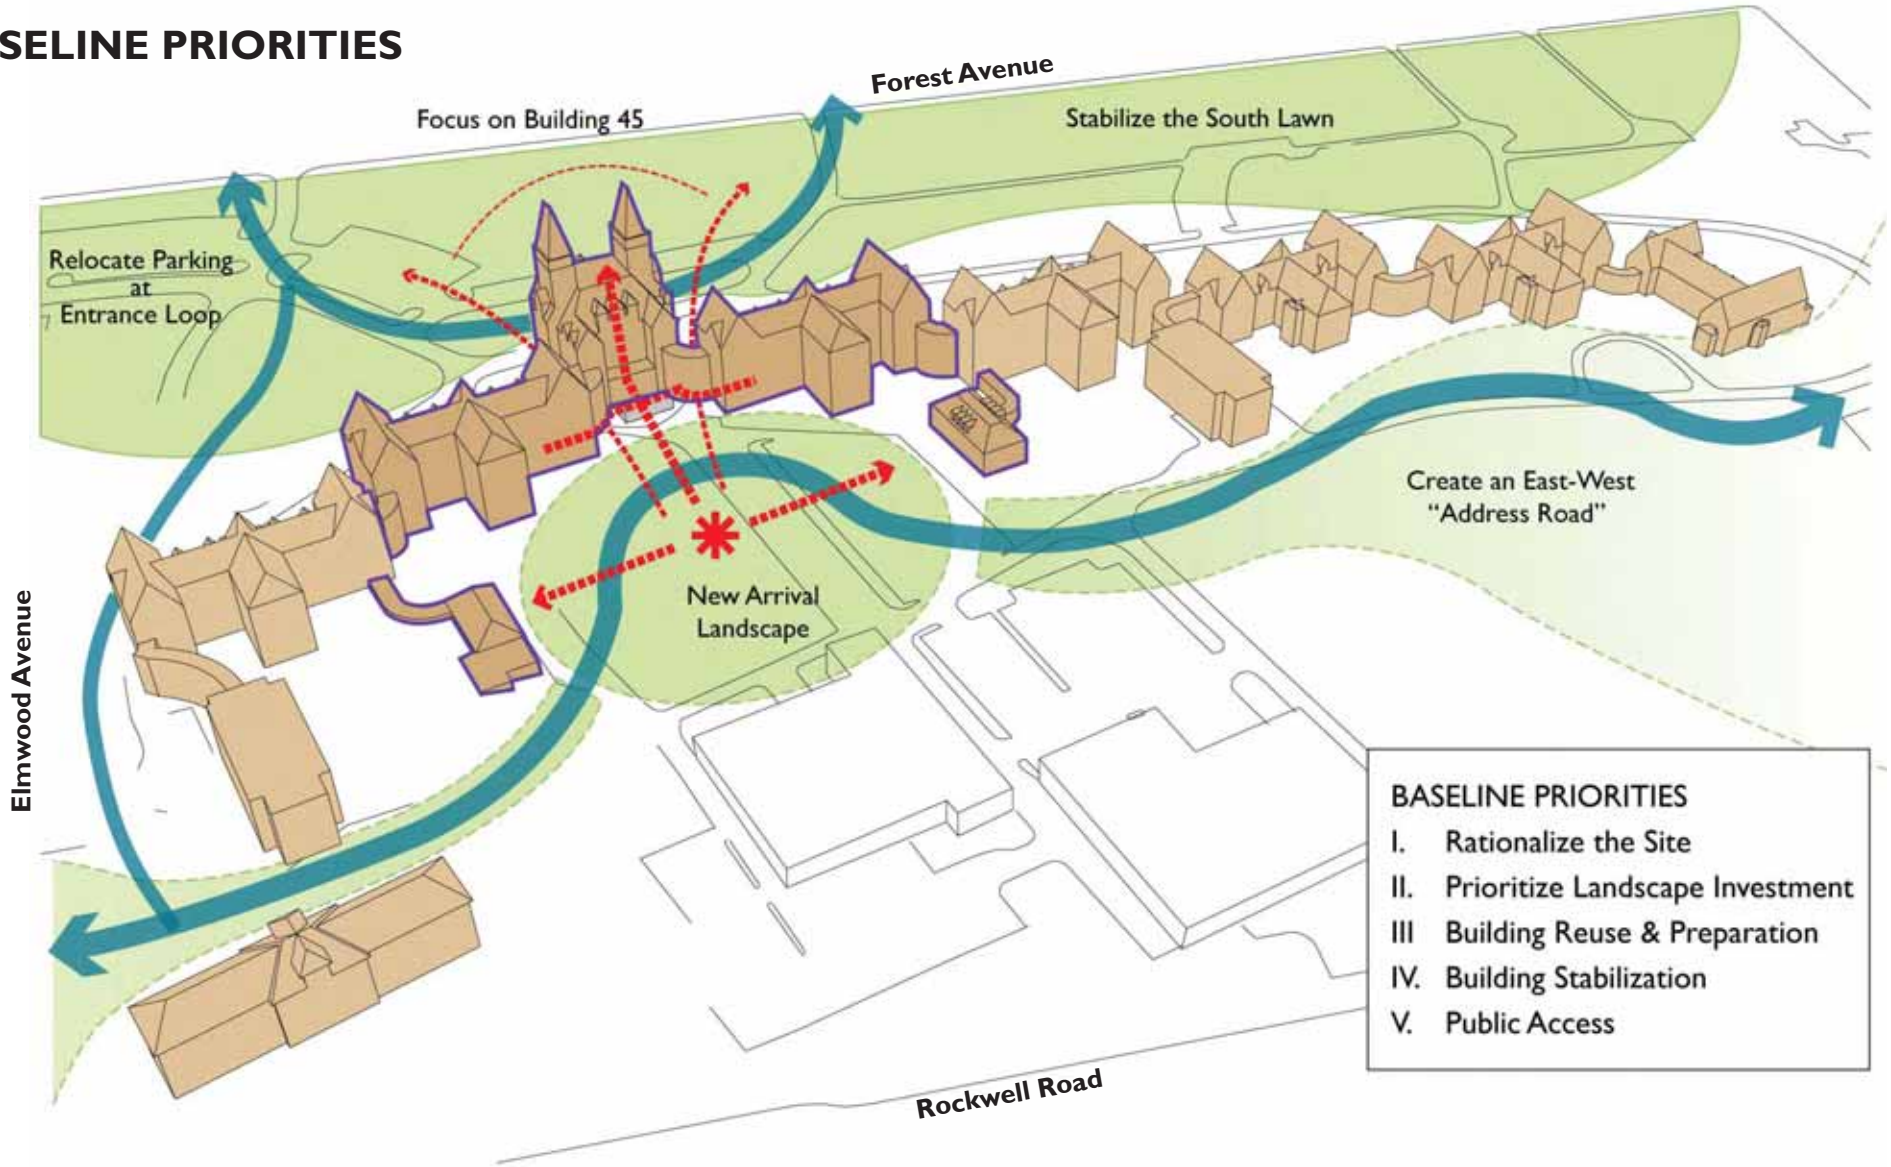 SELINE PRIORITIES
Forest Avenue
Focus on Building 45
Stabilize the South Lawn
Relocate Parking
at
Entrance Loop
Create an East-West
“Address Road”
New Arrival
Landscape
Elmwood Avenue
BASELINE PRIORITIES
I. Rationalize the Site
II. Prioritize Landscape Investment
III Building Reuse & Preparation
IV. Building Stabilization
V. Public Access
Rockwell Road